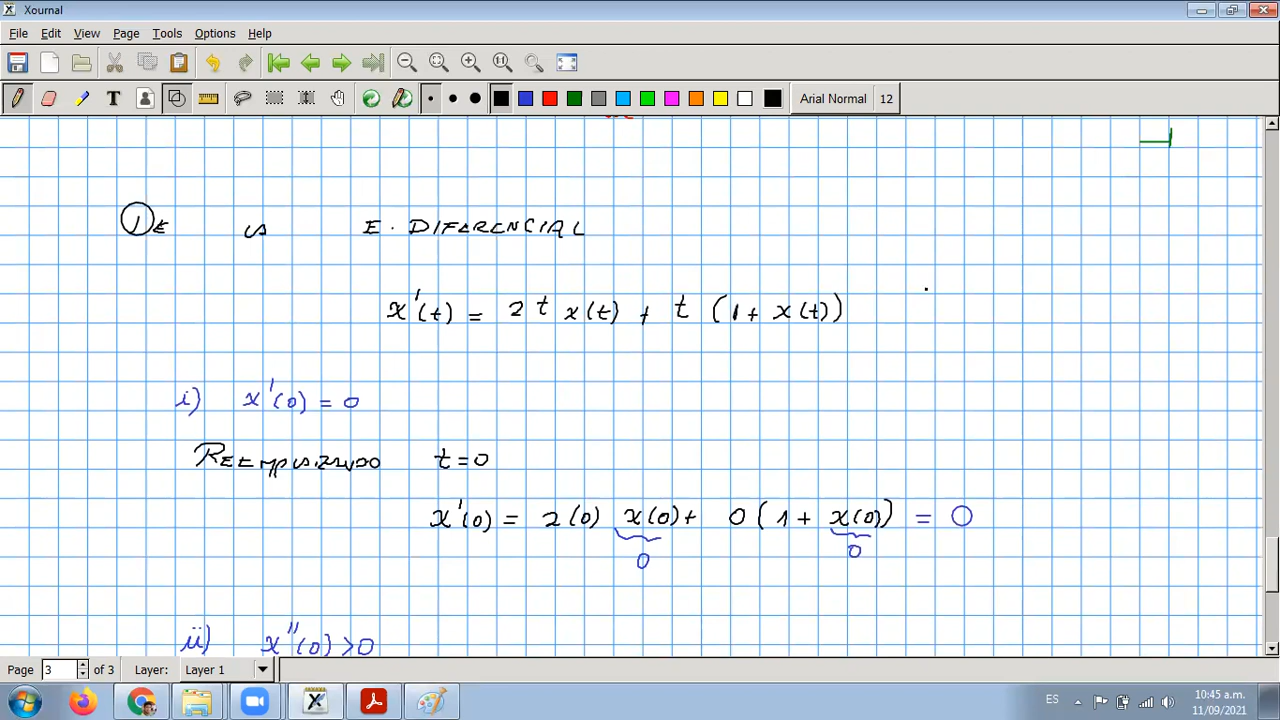 Xournal
File Edit View Page Tools Options Help
Arial Normal 12
① DE LA E. DIFERENCIAL
x'(t) = 2 t x(t) + t (1 + x(t))
i) x'(0) = 0
REEMPLAZANDO t = 0
x'(0) = 2(0) x(0) + 0 (1 + x(0)) = 0
0 0
ii) x''(0) > 0
Page 3 of 3 Layer: Layer 1
ES 10:45 a.m.
11/09/2021